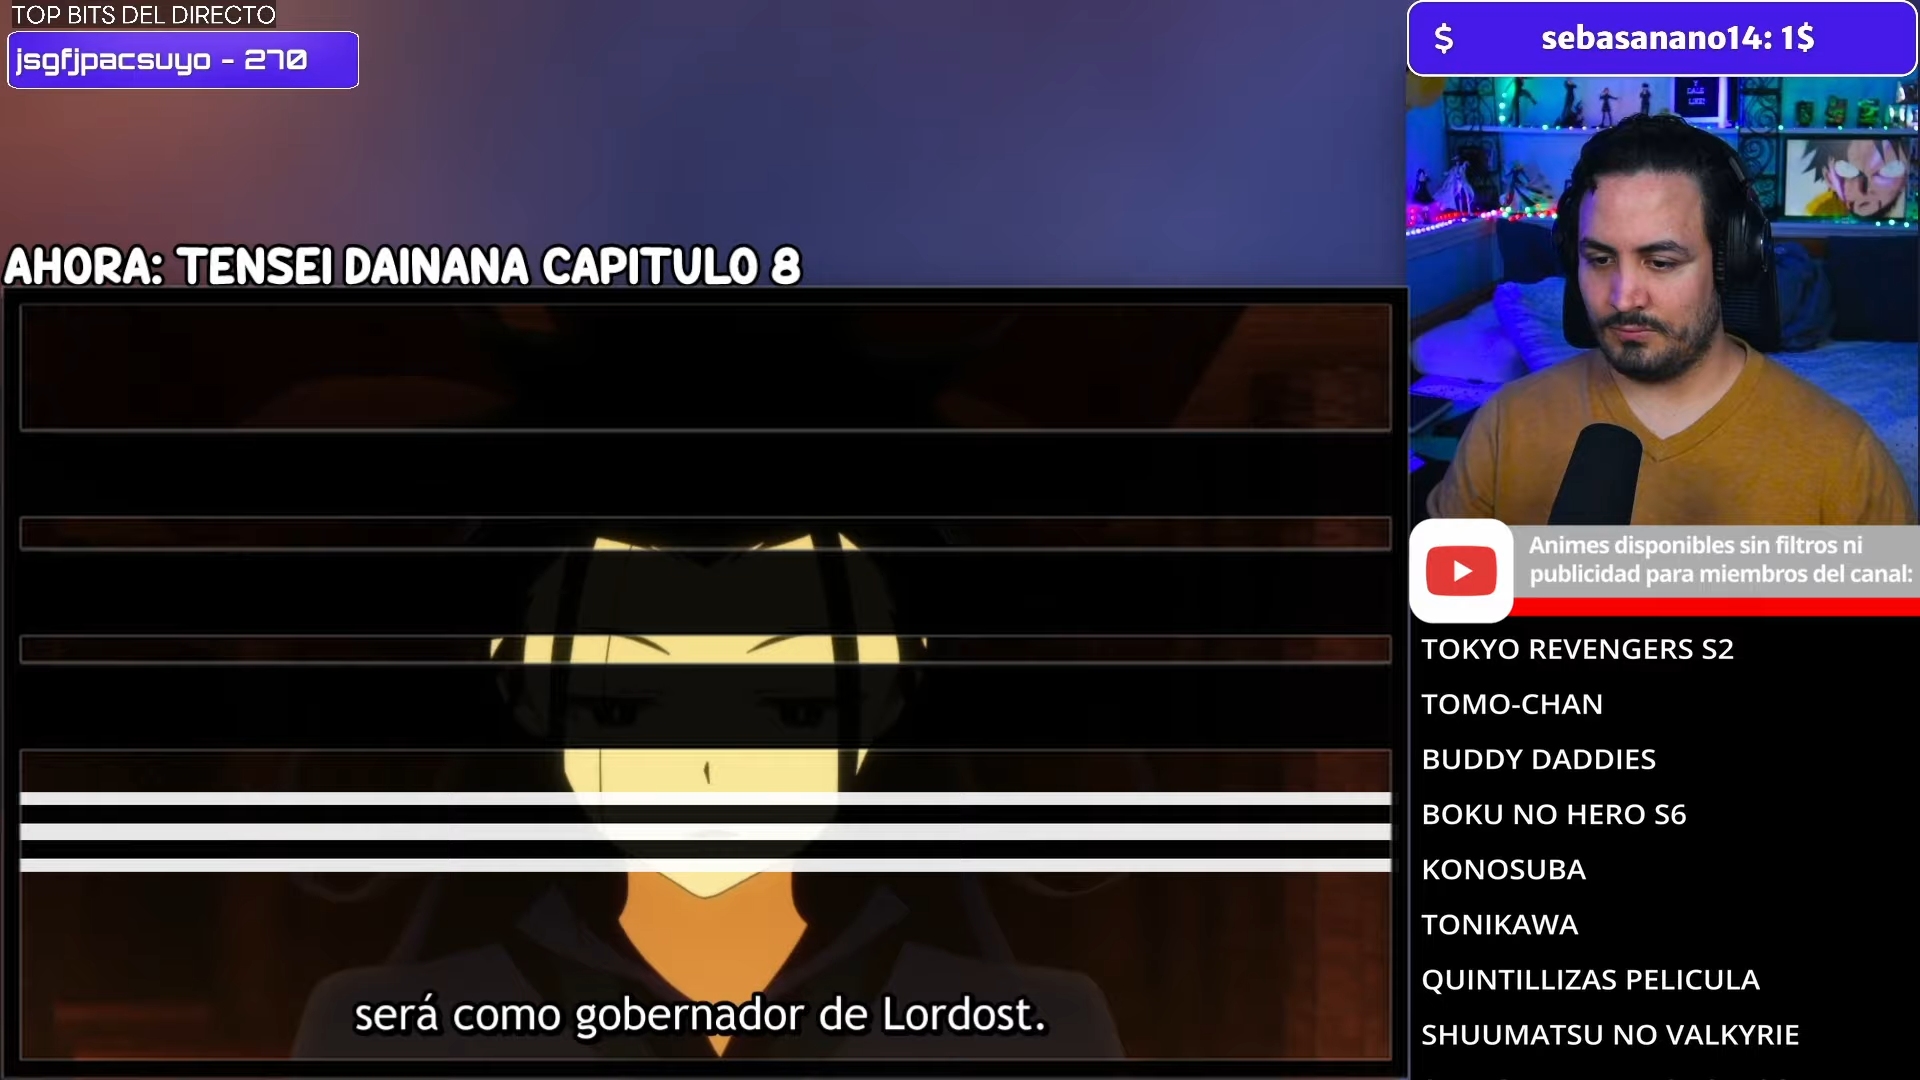 TOP BITS DEL DIRECTO
jsgfjpacsuyo - 270
$ sebasanano14: 1$
AHORA: TENSEI DAINANA CAPITULO 8
será como gobernador de Lordost.
Animes disponibles sin filtros ni
publicidad para miembros del canal:
TOKYO REVENGERS S2
TOMO-CHAN
BUDDY DADDIES
BOKU NO HERO S6
KONOSUBA
TONIKAWA
QUINTILLIZAS PELICULA
SHUUMATSU NO VALKYRIE